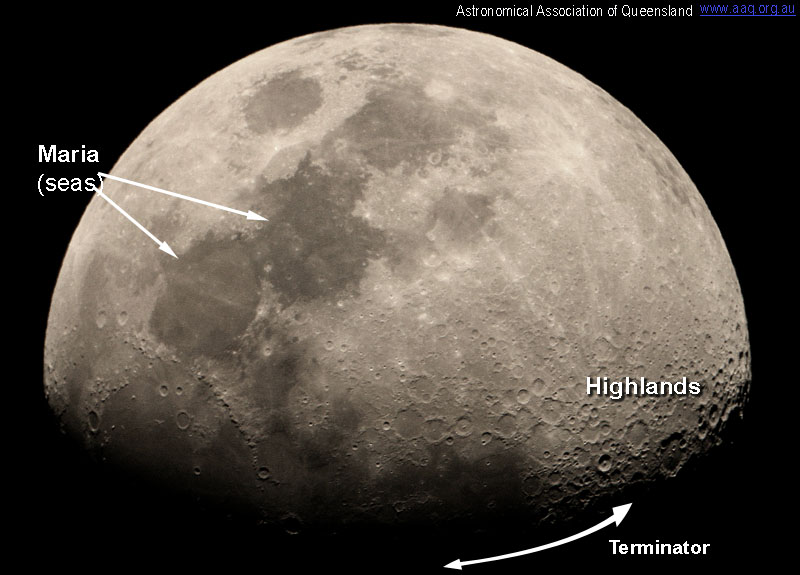 Astronomical Association of Queensland www.aaq.org.au
Maria
(seas)
Highlands
Terminator